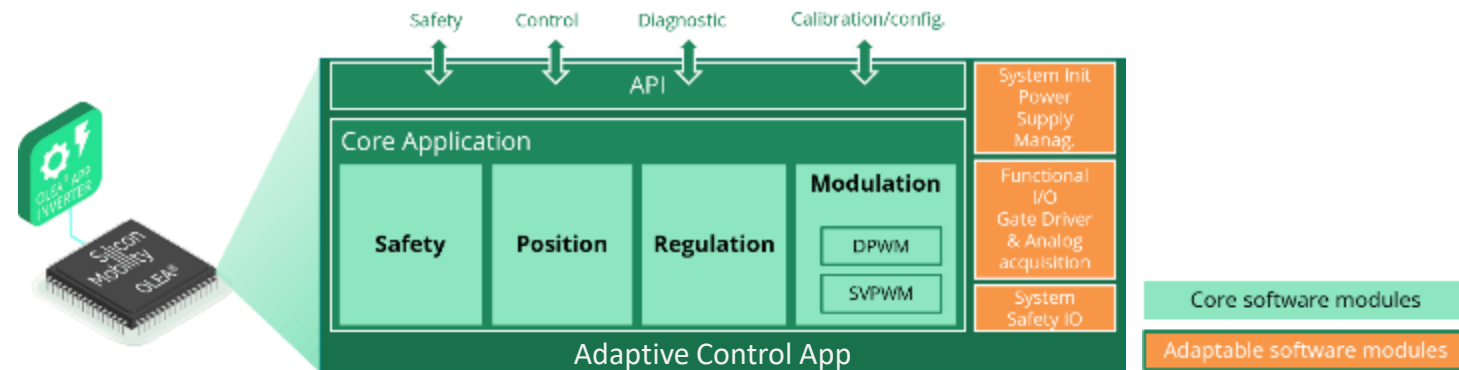 Safety
Control
Diagnostic
Calibration/config.
API
System Init
Power
Supply
Manag.
Core Application
Safety
Position
Regulation
Modulation
DPWM
SVPWM
Functional
I/O
Gate Driver
& Analog
acquisition
System
Safety IO
Adaptive Control App
OLEA® APP
INVERTER
Silicon
Mobility
OLEA®
Core software modules
Adaptable software modules